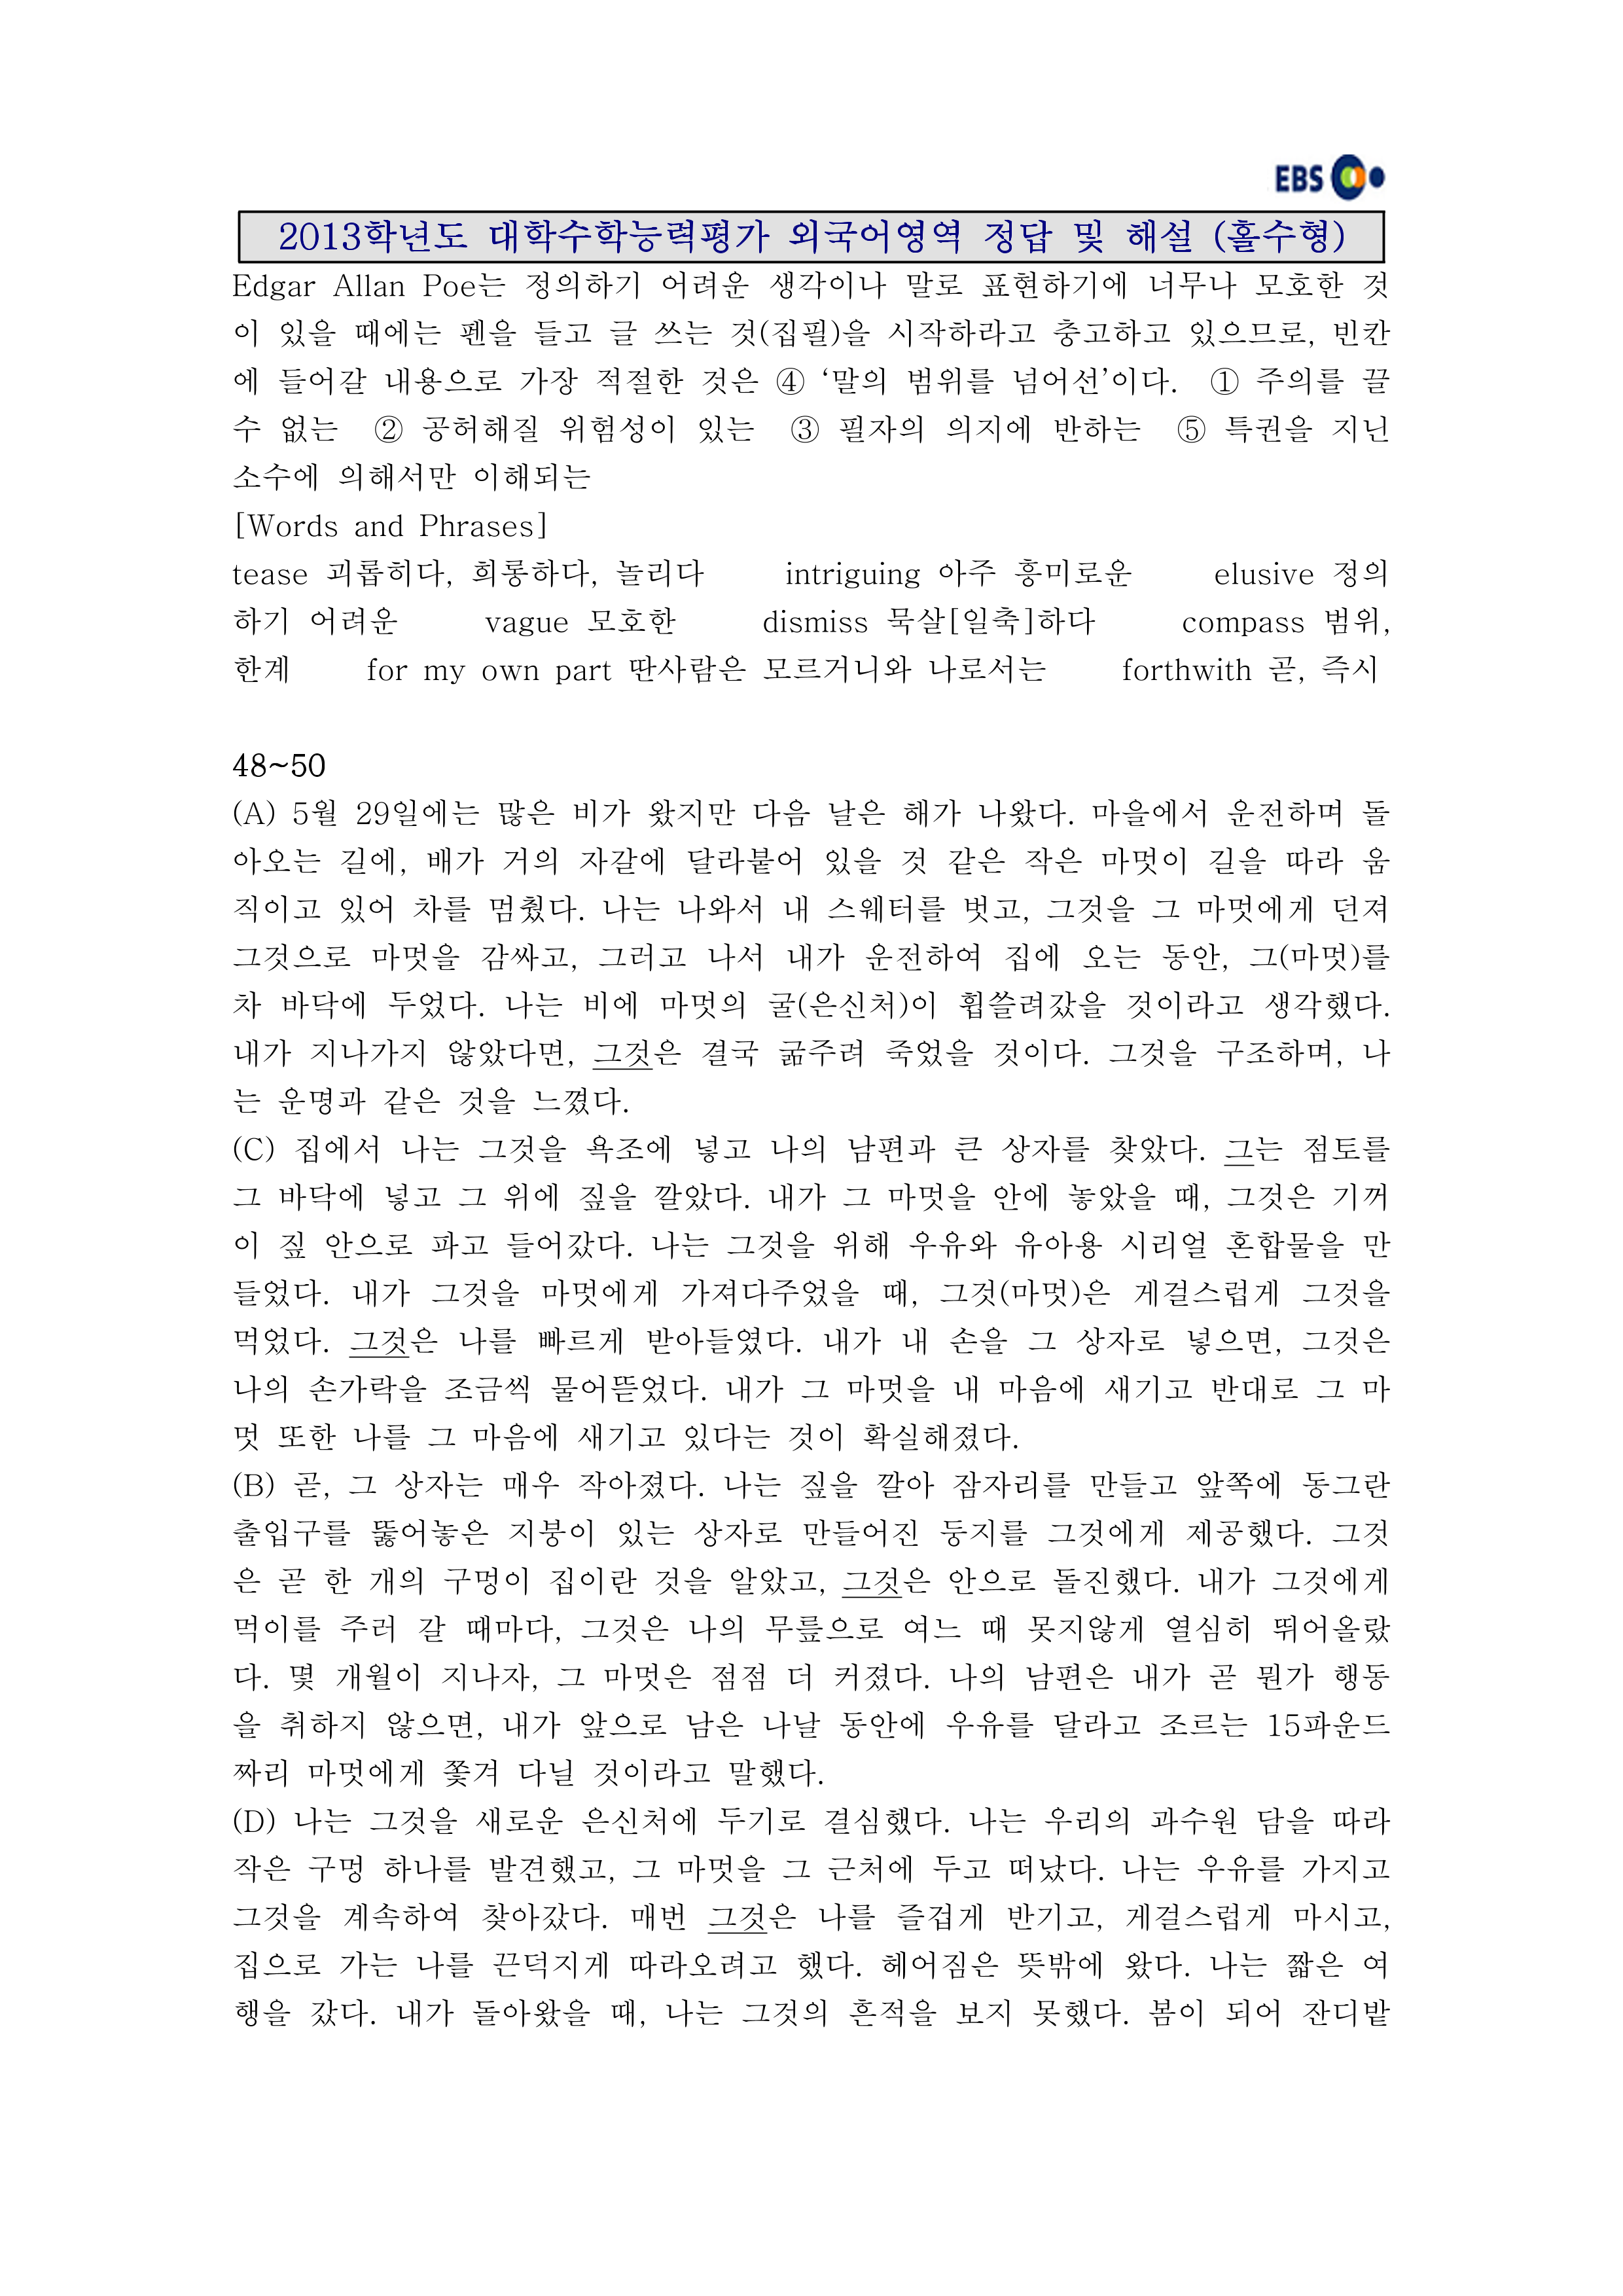 EBS
2013학년도 대학수학능력평가 외국어영역 정답 및 해설 (홀수형)
Edgar Allan Poe는 정의하기 어려운 생각이나 말로 표현하기에 너무나 모호한 것
이 있을 때에는 펜을 들고 글 쓰는 것(집필)을 시작하라고 충고하고 있으므로, 빈칸
에 들어갈 내용으로 가장 적절한 것은 ④ ‘말의 범위를 넘어선’이다. ① 주의를 끌
수 없는 ② 공허해질 위험성이 있는 ③ 필자의 의지에 반하는 ⑤ 특권을 지닌
소수에 의해서만 이해되는
[Words and Phrases]
tease 괴롭히다, 희롱하다, 놀리다 intriguing 아주 흥미로운 elusive 정의
하기 어려운 vague 모호한 dismiss 묵살[일축]하다 compass 범위,
한계 for my own part 딴사람은 모르거니와 나로서는 forthwith 곧, 즉시
48~50
(A) 5월 29일에는 많은 비가 왔지만 다음 날은 해가 나왔다. 마을에서 운전하며 돌
아오는 길에, 배가 거의 자갈에 달라붙어 있을 것 같은 작은 마멋이 길을 따라 움
직이고 있어 차를 멈췄다. 나는 나와서 내 스웨터를 벗고, 그것을 그 마멋에게 던져
그것으로 마멋을 감싸고, 그러고 나서 내가 운전하여 집에 오는 동안, 그(마멋)를
차 바닥에 두었다. 나는 비에 마멋의 굴(은신처)이 휩쓸려갔을 것이라고 생각했다.
내가 지나가지 않았다면, 그것은 결국 굶주려 죽었을 것이다. 그것을 구조하며, 나
는 운명과 같은 것을 느꼈다.
(C) 집에서 나는 그것을 욕조에 넣고 나의 남편과 큰 상자를 찾았다. 그는 점토를
그 바닥에 넣고 그 위에 짚을 깔았다. 내가 그 마멋을 안에 놓았을 때, 그것은 기꺼
이 짚 안으로 파고 들어갔다. 나는 그것을 위해 우유와 유아용 시리얼 혼합물을 만
들었다. 내가 그것을 마멋에게 가져다주었을 때, 그것(마멋)은 게걸스럽게 그것을
먹었다. 그것은 나를 빠르게 받아들였다. 내가 내 손을 그 상자로 넣으면, 그것은
나의 손가락을 조금씩 물어뜯었다. 내가 그 마멋을 내 마음에 새기고 반대로 그 마
멋 또한 나를 그 마음에 새기고 있다는 것이 확실해졌다.
(B) 곧, 그 상자는 매우 작아졌다. 나는 짚을 깔아 잠자리를 만들고 앞쪽에 동그란
출입구를 뚫어놓은 지붕이 있는 상자로 만들어진 둥지를 그것에게 제공했다. 그것
은 곧 한 개의 구멍이 집이란 것을 알았고, 그것은 안으로 돌진했다. 내가 그것에게
먹이를 주러 갈 때마다, 그것은 나의 무릎으로 여느 때 못지않게 열심히 뛰어올랐
다. 몇 개월이 지나자, 그 마멋은 점점 더 커졌다. 나의 남편은 내가 곧 뭔가 행동
을 취하지 않으면, 내가 앞으로 남은 나날 동안에 우유를 달라고 조르는 15파운드
짜리 마멋에게 쫓겨 다닐 것이라고 말했다.
(D) 나는 그것을 새로운 은신처에 두기로 결심했다. 나는 우리의 과수원 담을 따라
작은 구멍 하나를 발견했고, 그 마멋을 그 근처에 두고 떠났다. 나는 우유를 가지고
그것을 계속하여 찾아갔다. 매번 그것은 나를 즐겁게 반기고, 게걸스럽게 마시고,
집으로 가는 나를 끈덕지게 따라오려고 했다. 헤어짐은 뜻밖에 왔다. 나는 짧은 여
행을 갔다. 내가 돌아왔을 때, 나는 그것의 흔적을 보지 못했다. 봄이 되어 잔디밭